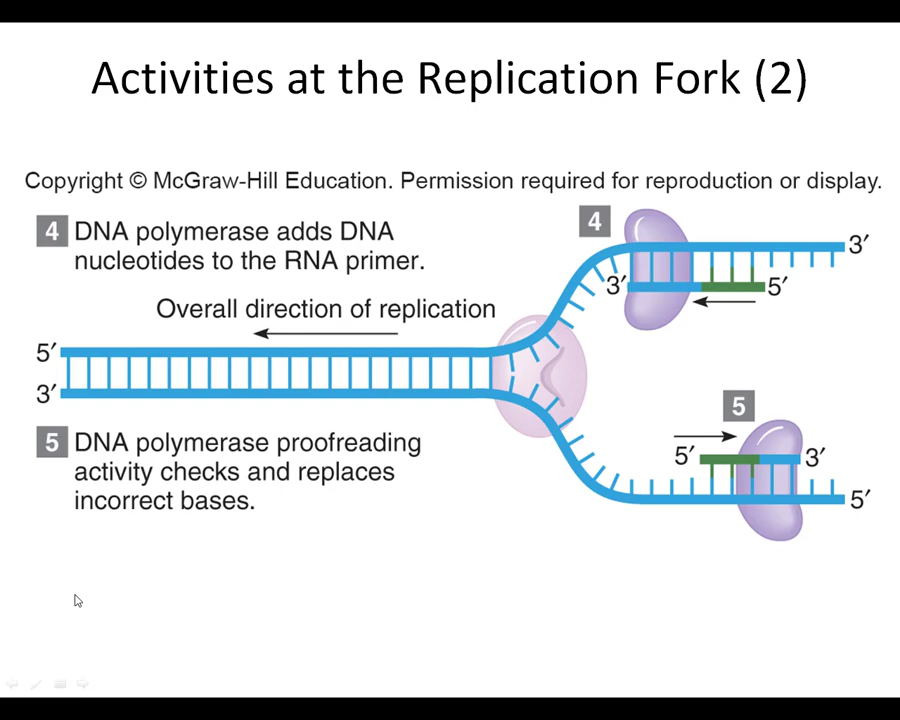 Activities at the Replication Fork (2)
Copyright © McGraw-Hill Education. Permission required for reproduction or display.
4 DNA polymerase adds DNA
nucleotides to the RNA primer.
4
3′
3′
5′
Overall direction of replication
5′
3′
5
5 DNA polymerase proofreading
activity checks and replaces
incorrect bases.
5′
3′
5′